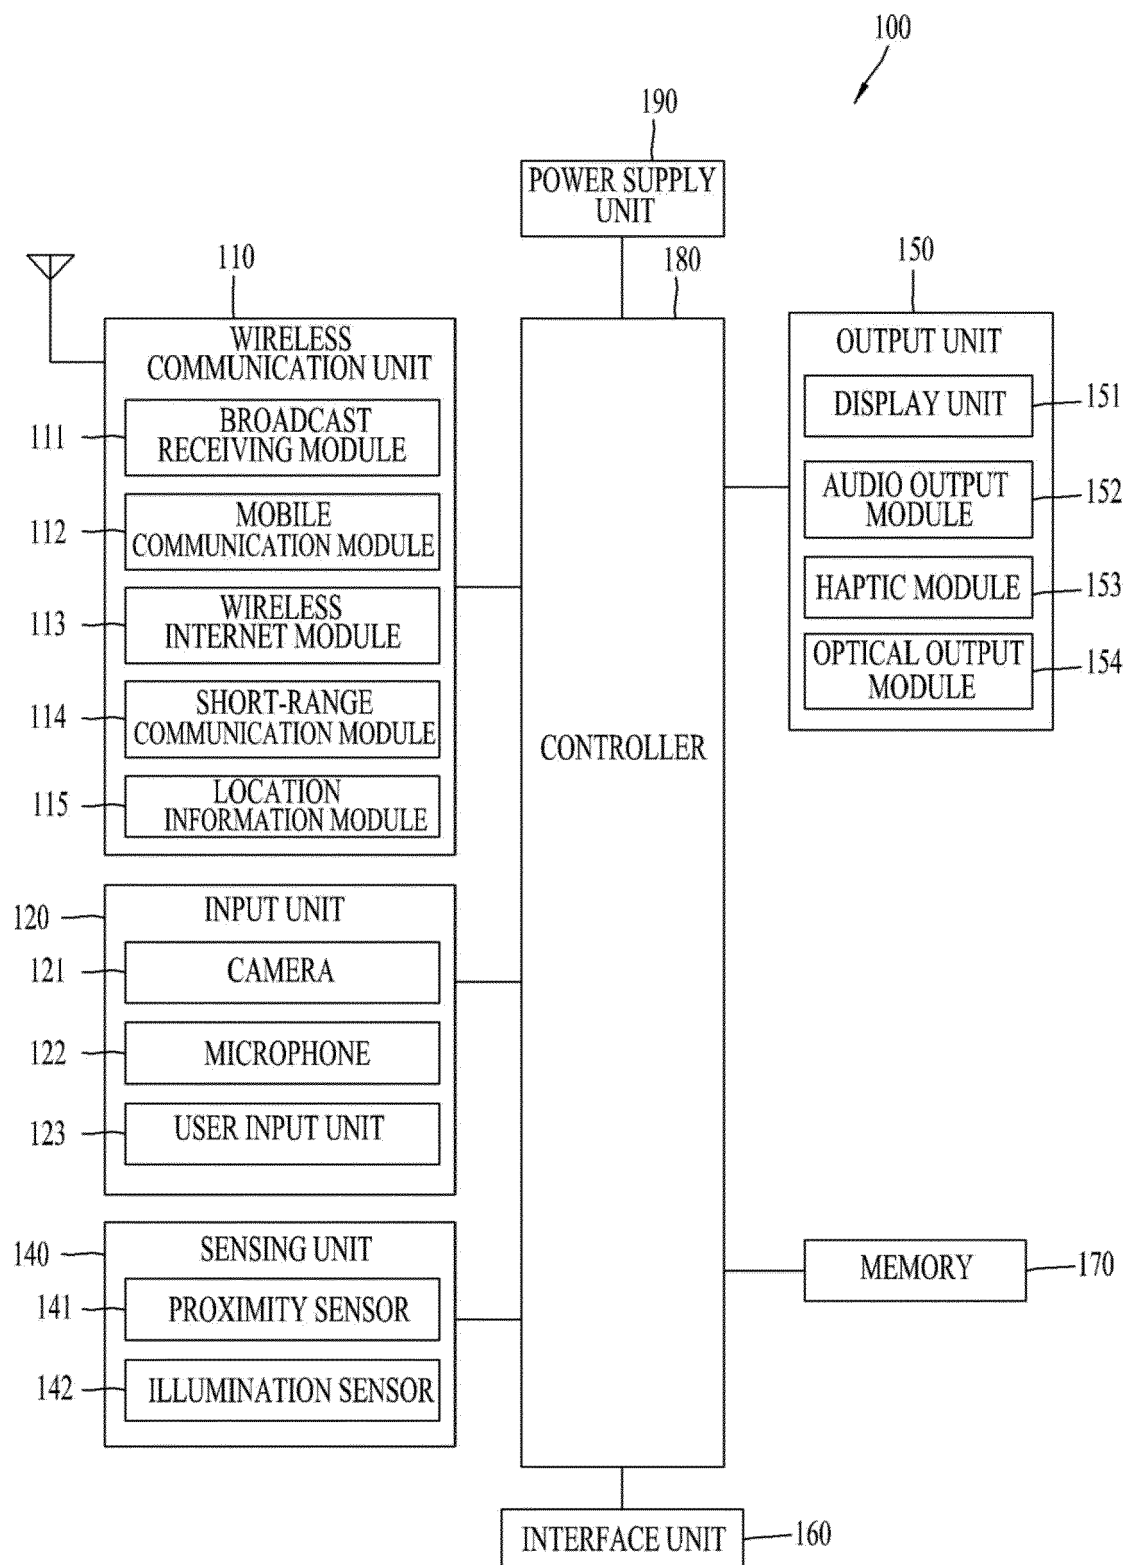 100
190
POWER SUPPLY
UNIT
110
180
150
WIRELESS
COMMUNICATION UNIT
111
BROADCAST
RECEIVING MODULE
112
MOBILE
COMMUNICATION MODULE
113
WIRELESS
INTERNET MODULE
114
SHORT-RANGE
COMMUNICATION MODULE
115
LOCATION
INFORMATION MODULE
120
INPUT UNIT
121
CAMERA
122
MICROPHONE
123
USER INPUT UNIT
140
SENSING UNIT
141
PROXIMITY SENSOR
142
ILLUMINATION SENSOR
CONTROLLER
OUTPUT UNIT
DISPLAY UNIT
151
AUDIO OUTPUT
MODULE
152
HAPTIC MODULE
153
OPTICAL OUTPUT
MODULE
154
MEMORY
170
INTERFACE UNIT
160